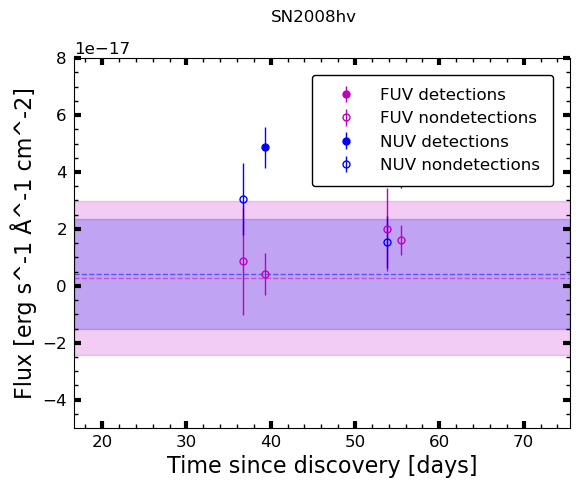 SN2008hv
1e−17
8
6
4
2
0
−2
−4
Flux [erg s^-1 Å^-1 cm^-2]
FUV detections
FUV nondetections
NUV detections
NUV nondetections
20 30 40 50 60 70
Time since discovery [days]